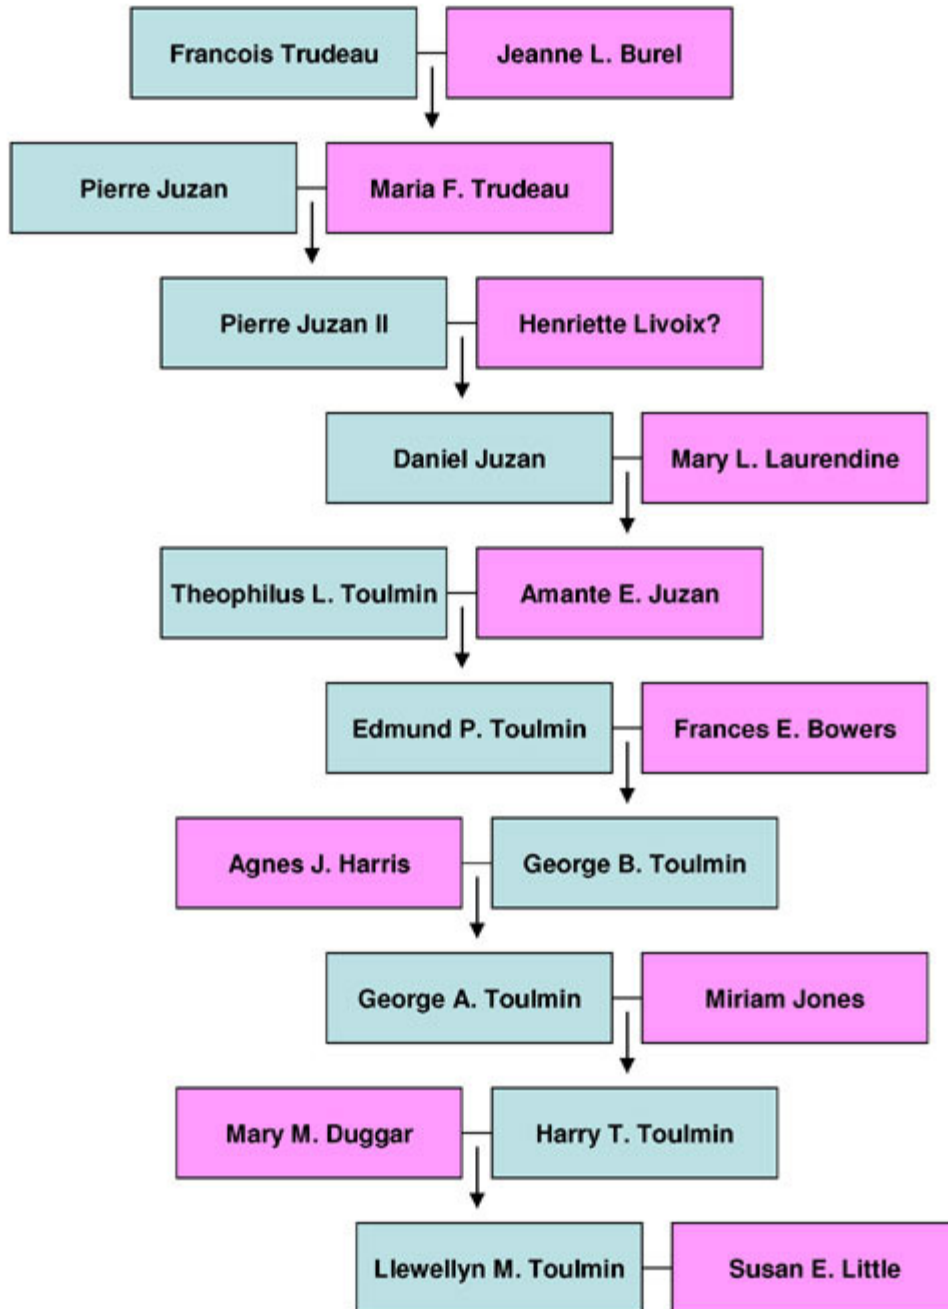 Francois Trudeau
Jeanne L. Burel
Pierre Juzan
Maria F. Trudeau
Pierre Juzan II
Henriette Livoix?
Daniel Juzan
Mary L. Laurendine
Theophilus L. Toulmin
Amante E. Juzan
Edmund P. Toulmin
Frances E. Bowers
Agnes J. Harris
George B. Toulmin
George A. Toulmin
Miriam Jones
Mary M. Duggar
Harry T. Toulmin
Llewellyn M. Toulmin
Susan E. Little